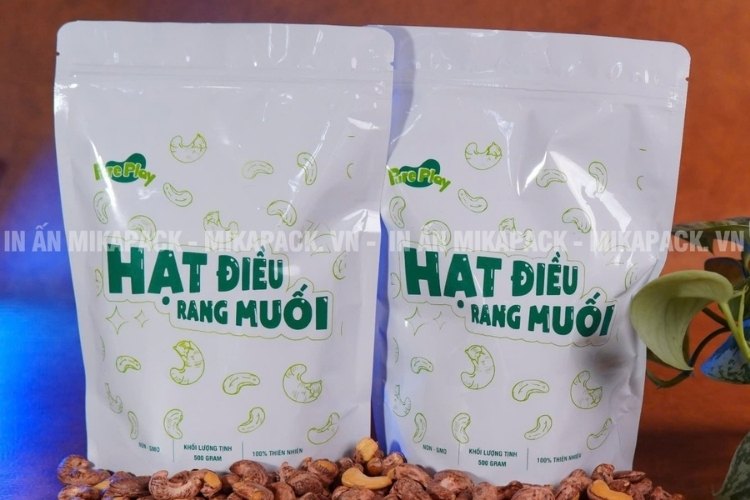 Pure Play
HẠT ĐIỀU
RANG MUỐI
NON - GMO
KHỐI LƯỢNG TỊNH
500 GRAM
100% THIÊN NHIÊN
Pure Play
HẠT ĐIỀU
RANG MUỐI
NON - GMO
KHỐI LƯỢNG TỊNH
500 GRAM
100% THIÊN NHIÊN
IN ẤN MIKAPACK - MIKAPACK.VN - IN ẤN MIKAPACK - MIKAPACK.VN